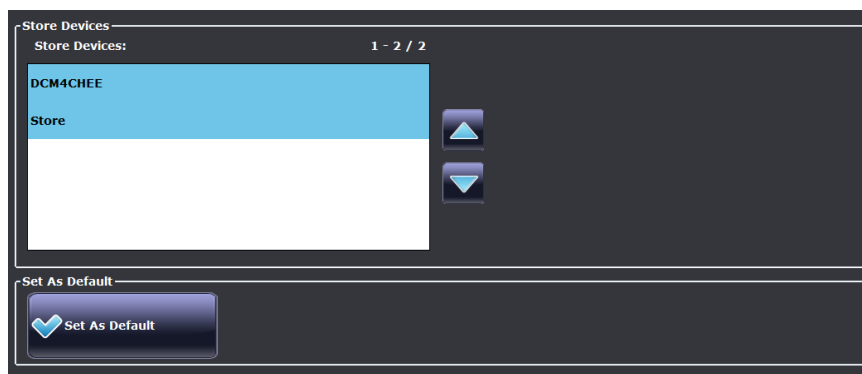 Store Devices
Store Devices: 1 - 2 / 2
DCM4CHEE
Store
Set As Default
Set As Default